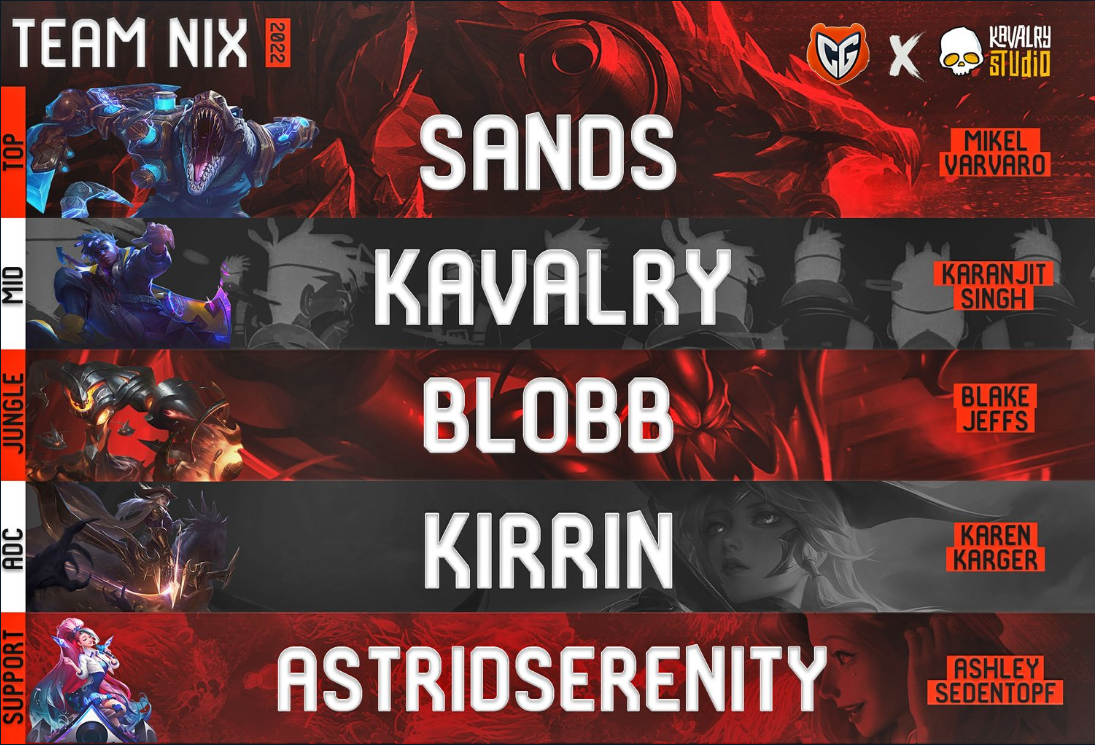 TEAM NIX 2022
CG X KAVALRY
STUDIO
TOP
SANDS
MIKEL
VARVARO
MID
KAVALRY
KARANJIT
SINGH
JUNGLE
BLOBB
BLAKE
JEFFS
ADC
KIRRIN
KAREN
KARGER
SUPPORT
ASTRIDSERENITY
ASHLEY
SEDENTOPF